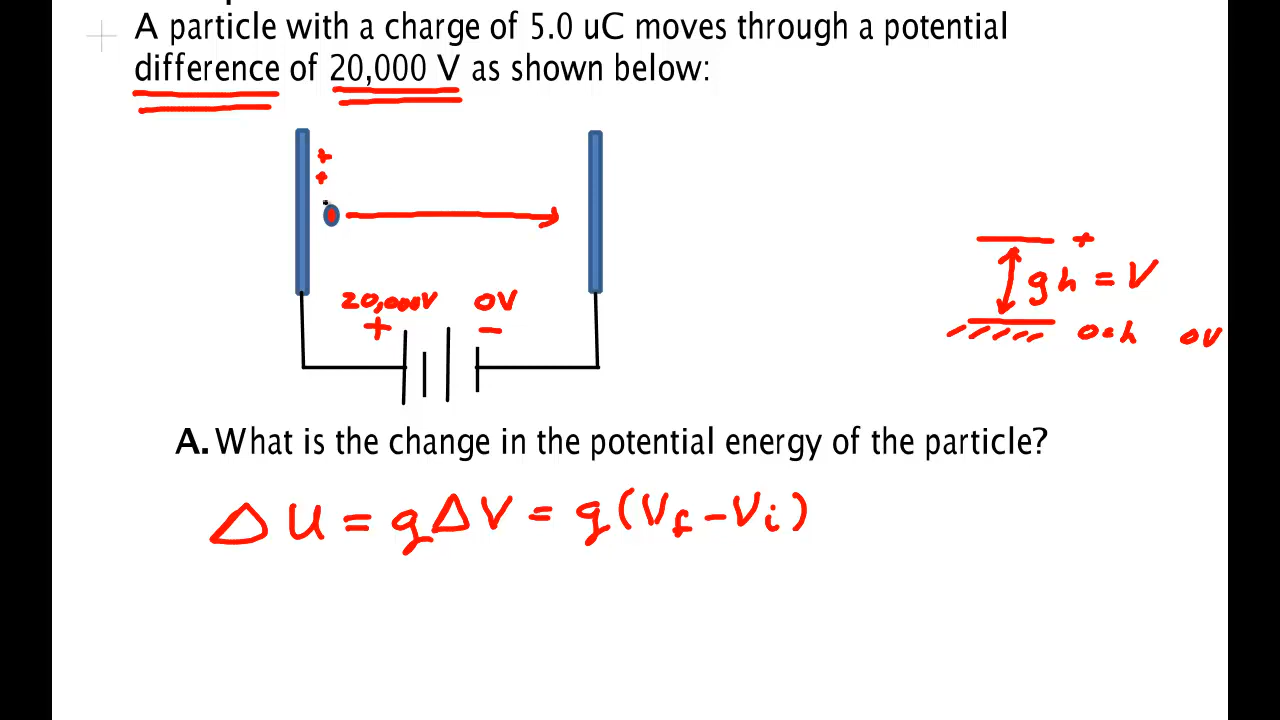 A particle with a charge of 5.0 uC moves through a potential
difference of 20,000 V as shown below:
+
+
20,000V 0V
+ −
+
gh = V
0=h 0V
A. What is the change in the potential energy of the particle?
ΔU = qΔV = q(Vf − Vi)